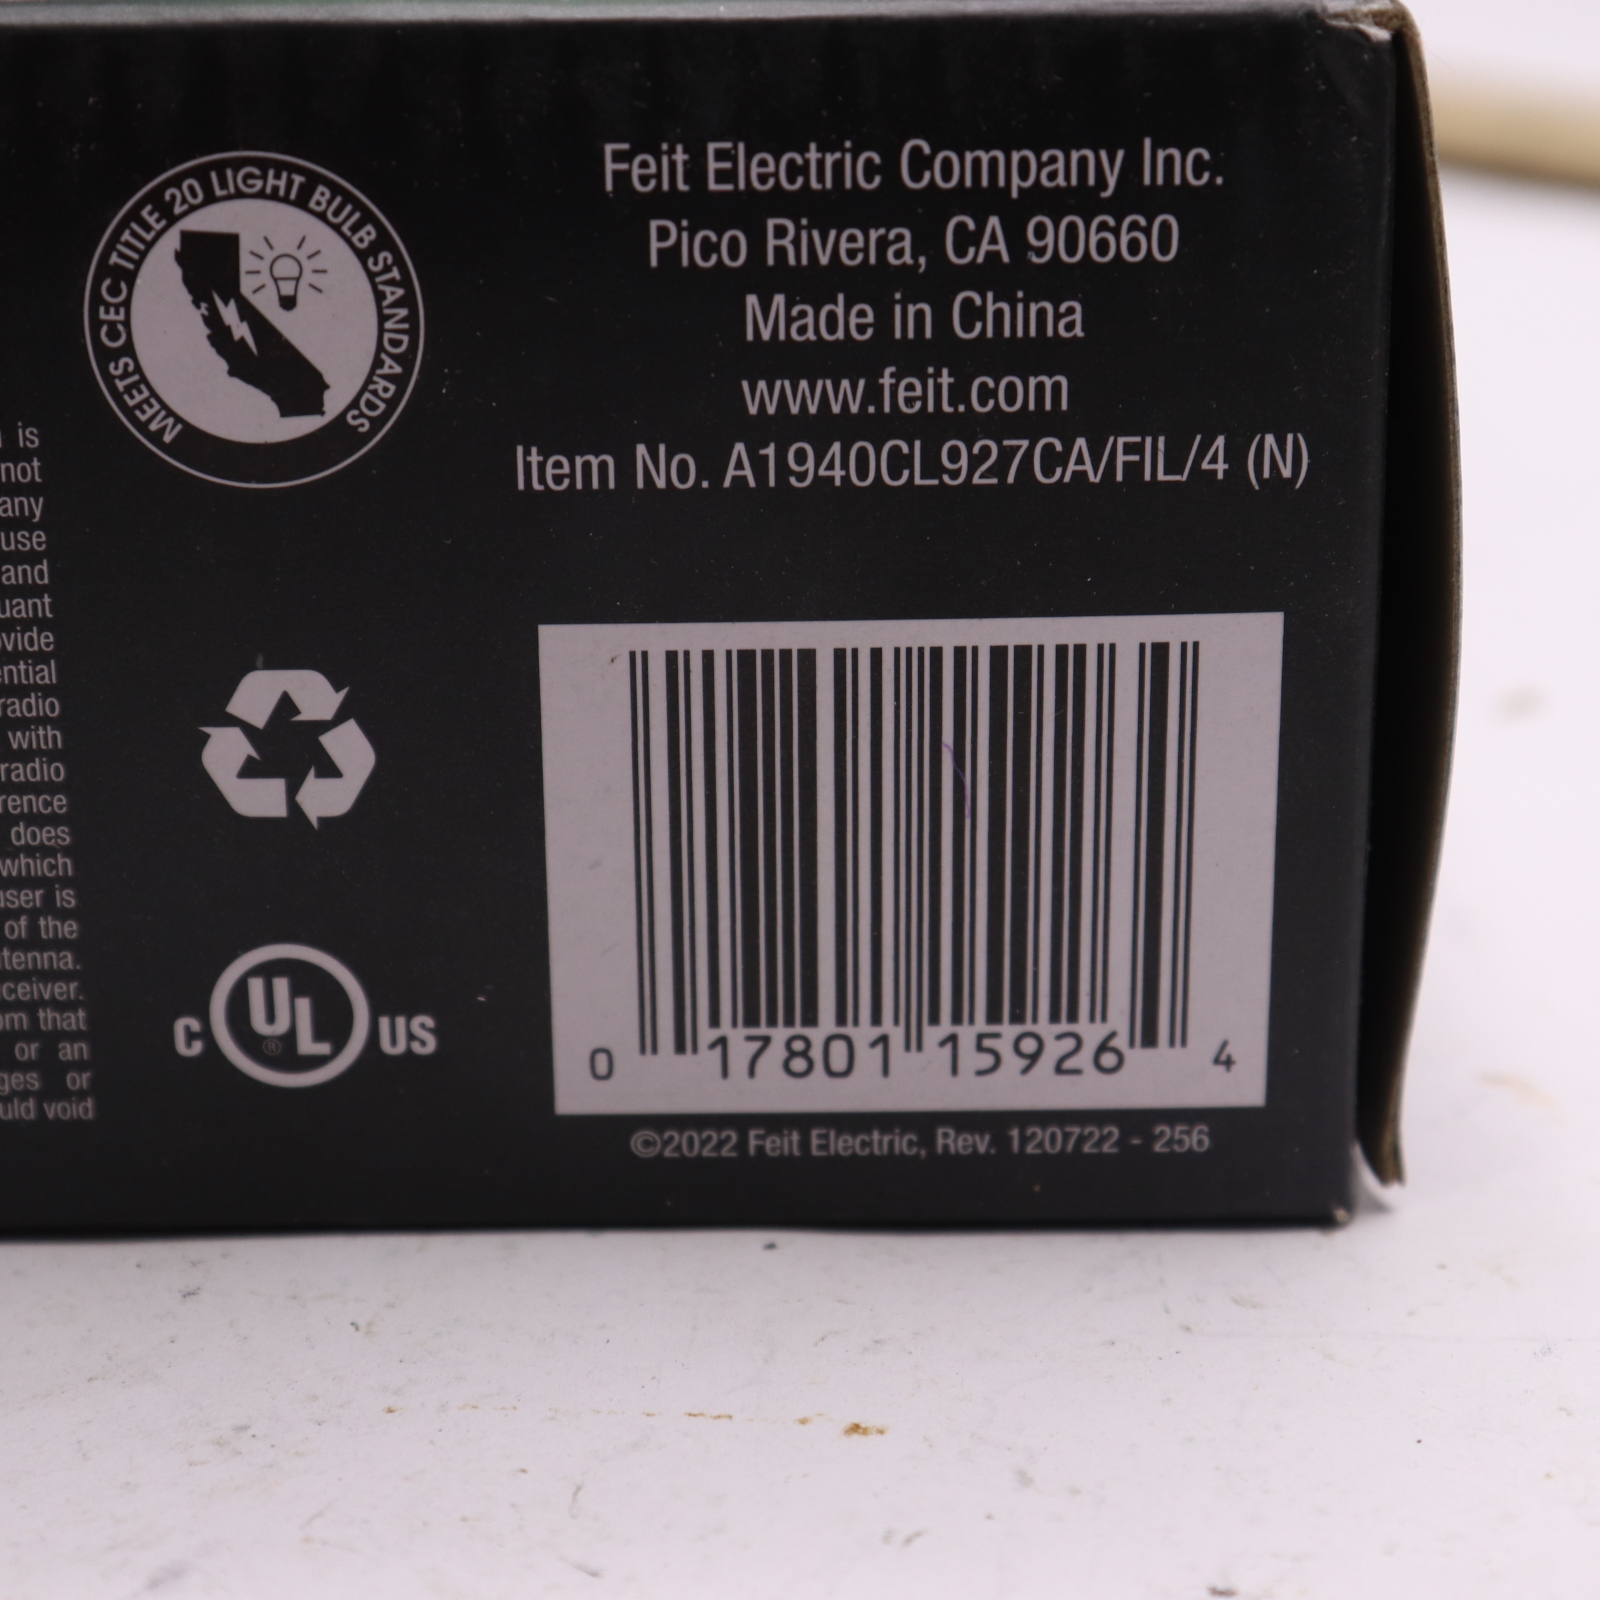 MEETS CEC TITLE 20 LIGHT BULB STANDARDS
Feit Electric Company Inc.
Pico Rivera, CA 90660
Made in China
www.feit.com
Item No. A1940CL927CA/FIL/4 (N)
is
not
any
use
and
uant
ovide
ential
radio
with
radio
rence
does
which
user is
of the
tenna.
ceiver.
om that
or an
ges or
uld void
C UL® US
0 17801 15926 4
©2022 Feit Electric, Rev. 120722 - 256